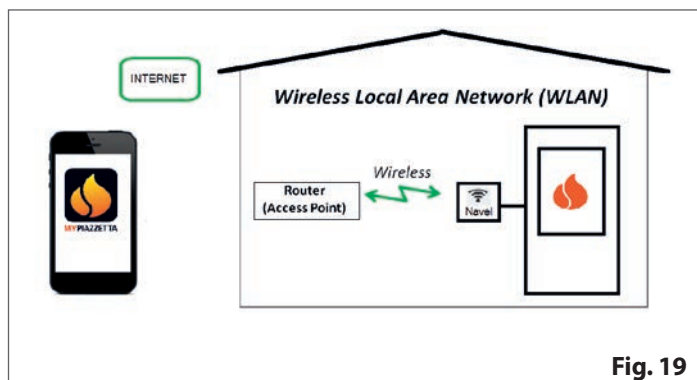 INTERNET
Wireless Local Area Network (WLAN)
MYPIAZZETTA
Wireless
Router
(Access Point)
Navel
Fig. 19